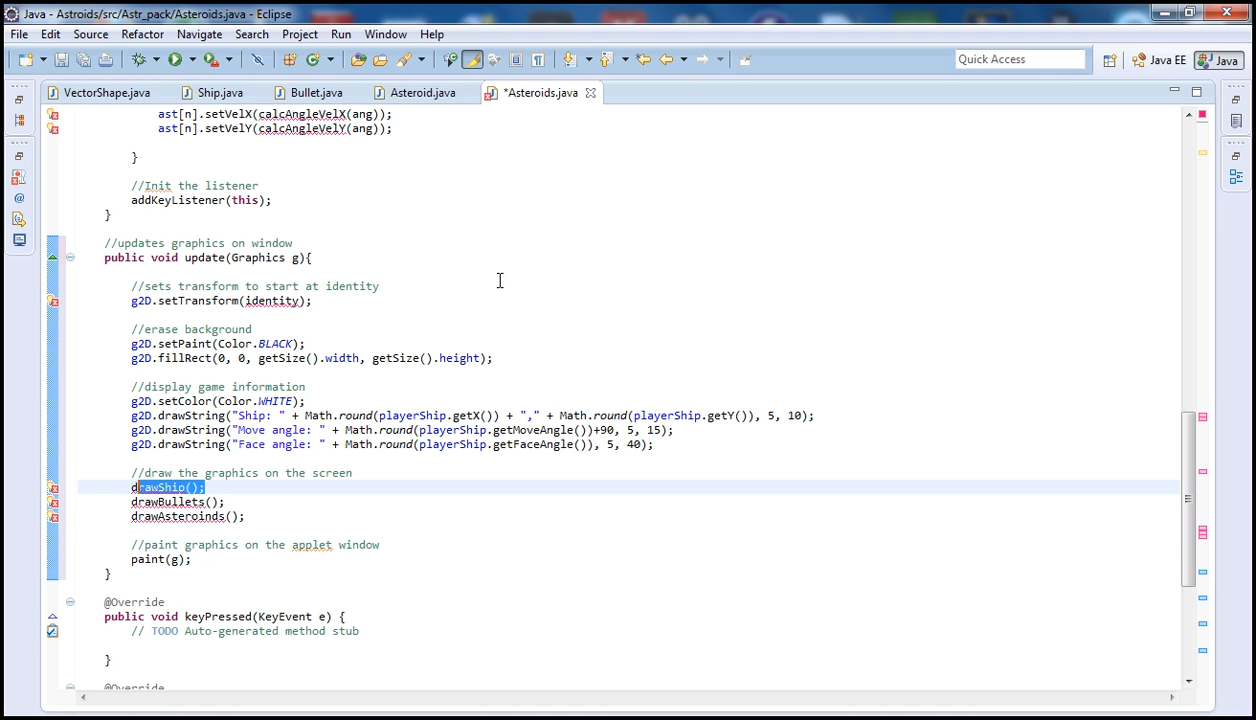 Java - Astroids/src/Astr_pack/Asteroids.java - Eclipse
File Edit Source Refactor Navigate Search Project Run Window Help
Quick Access Java EE Java
VectorShape.java Ship.java Bullet.java Asteroid.java *Asteroids.java
ast[n].setVelX(calcAngleVelX(ang));
ast[n].setVelY(calcAngleVelY(ang));
}
//Init the listener
addKeyListener(this);
}
//updates graphics on window
public void update(Graphics g){
//sets transform to start at identity
g2D.setTransform(identity);
//erase background
g2D.setPaint(Color.BLACK);
g2D.fillRect(0, 0, getSize().width, getSize().height);
//display game information
g2D.setColor(Color.WHITE);
g2D.drawString("Ship: " + Math.round(playerShip.getX()) + "," + Math.round(playerShip.getY()), 5, 10);
g2D.drawString("Move angle: " + Math.round(playerShip.getMoveAngle())+90, 5, 15);
g2D.drawString("Face angle: " + Math.round(playerShip.getFaceAngle()), 5, 40);
//draw the graphics on the screen
drawShip();
drawBullets();
drawAsteroinds();
//paint graphics on the applet window
paint(g);
}
@Override
public void keyPressed(KeyEvent e) {
// TODO Auto-generated method stub
}
@Override